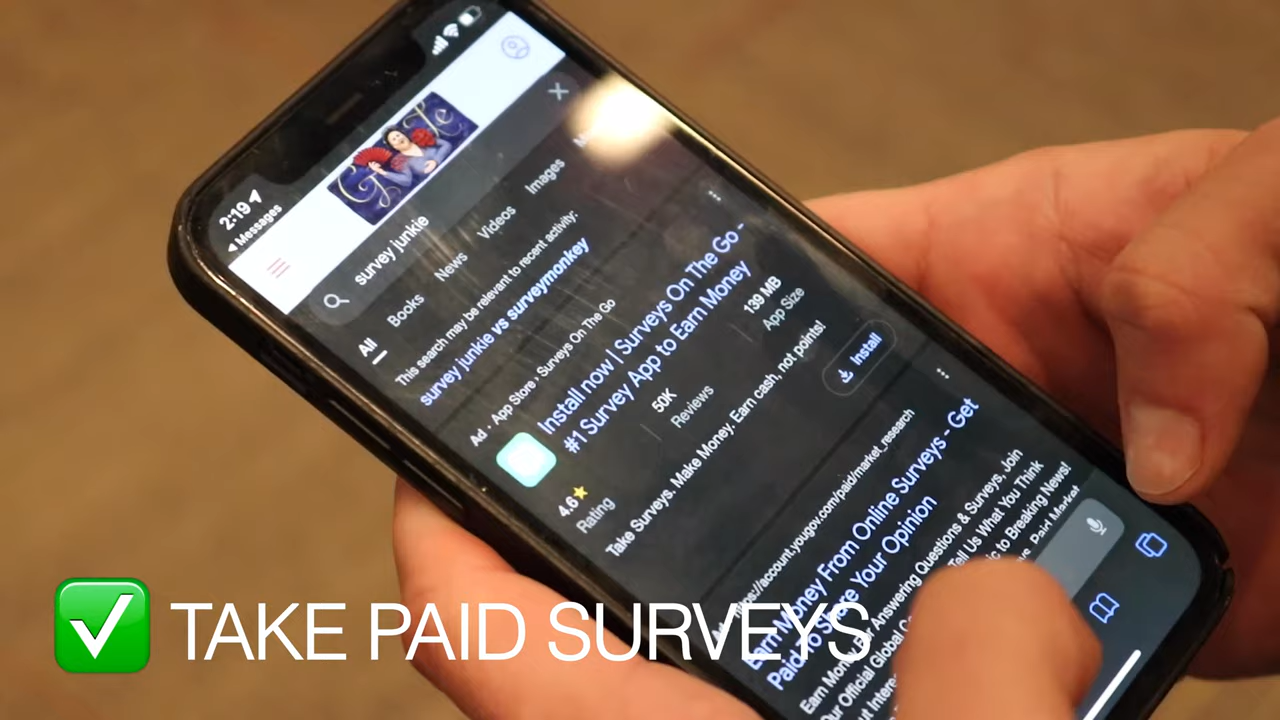 2:19
Messages
Google
survey junkie
All Books News Videos Images
This search may be relevant to recent activity:
survey junkie vs surveymonkey
Ad · App Store › Surveys On The Go
Install now | Surveys On The Go -
#1 Survey App to Earn Money
4.6★ 50K 139 MB
Rating Reviews App Size
Take Surveys. Make Money. Earn cash, not points!
Install
https://account.yougov.com/paid/market_research
Earn Money From Online Surveys - Get
Paid To Share Your Opinion
Earn Money For Answering Questions & Surveys, Join
Our Official Global Tell Us What You Think
to Breaking News!
Paid Market
✅ TAKE PAID SURVEYS